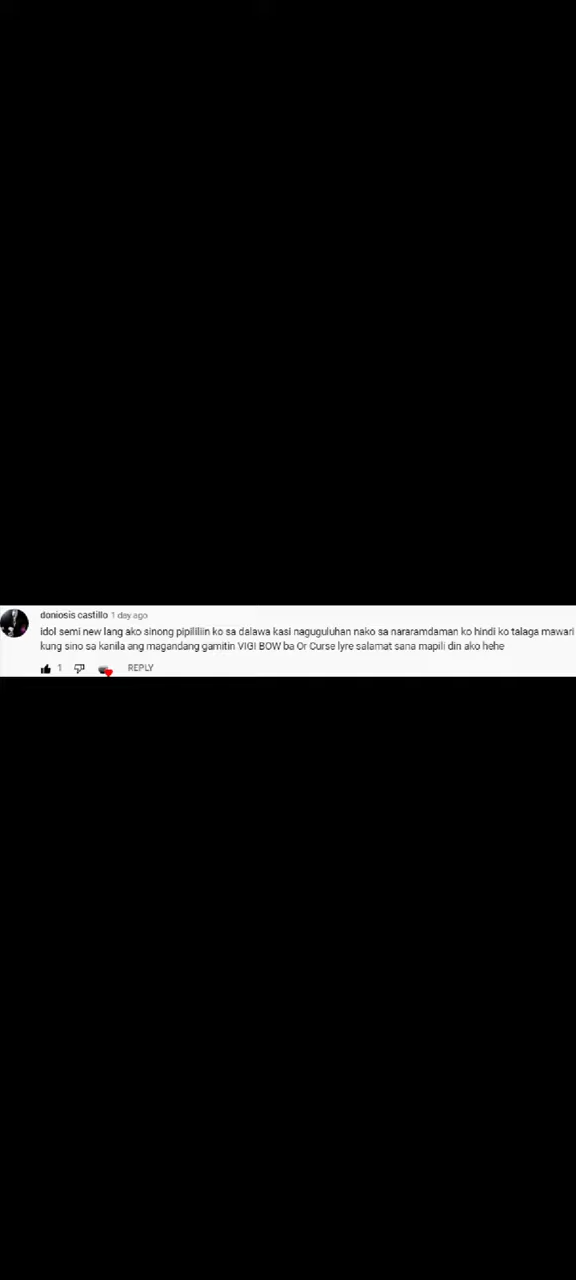 doniosis castillo 1 day ago
idol semi new lang ako sinong pipililiin ko sa dalawa kasi naguguluhan nako sa nararamdaman ko hindi ko talaga mawari
kung sino sa kanila ang magandang gamitin VIGI BOW ba Or Curse lyre salamat sana mapili din ako hehe
1 REPLY